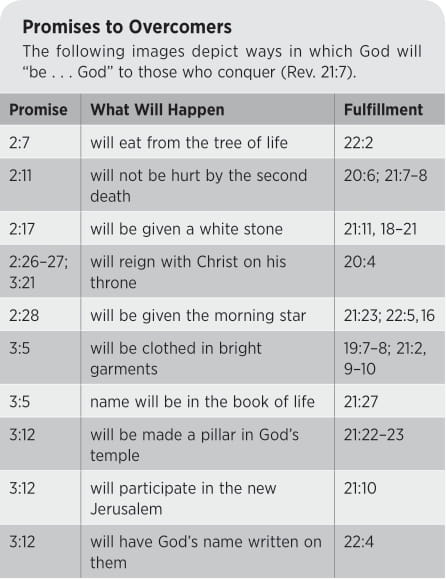 Promises to Overcomers
The following images depict ways in which God will
“be . . . God” to those who conquer (Rev. 21:7).
Promise What Will Happen Fulfillment
2:7 will eat from the tree of life 22:2
2:11 will not be hurt by the second 20:6; 21:7–8
death
2:17 will be given a white stone 21:11, 18–21
2:26–27; will reign with Christ on his 20:4
3:21 throne
2:28 will be given the morning star 21:23; 22:5, 16
3:5 will be clothed in bright 19:7–8; 21:2,
garments 9–10
3:5 name will be in the book of life 21:27
3:12 will be made a pillar in God’s 21:22–23
temple
3:12 will participate in the new 21:10
Jerusalem
3:12 will have God’s name written on 22:4
them